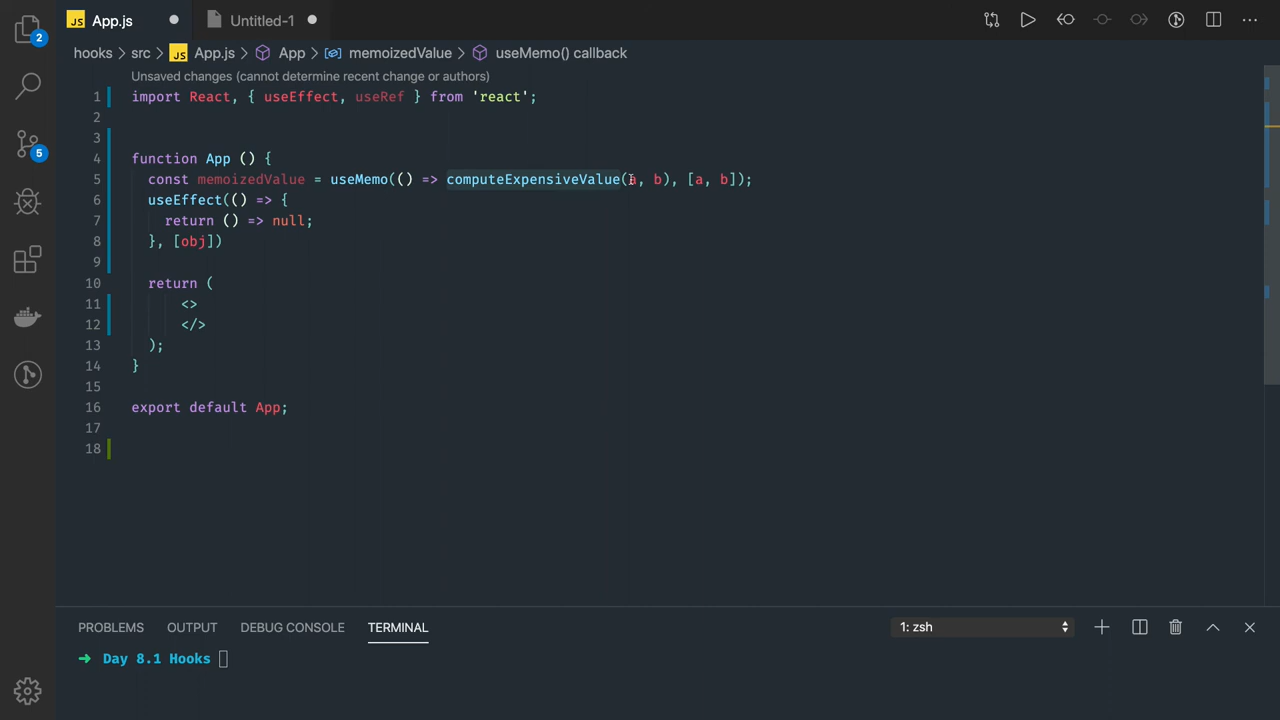 JS App.js ● Untitled-1 ●
hooks > src > JS App.js > App > memoizedValue > useMemo() callback
Unsaved changes (cannot determine recent change or authors)
1 import React, { useEffect, useRef } from 'react';
2
3
4 function App () {
5 const memoizedValue = useMemo(() => computeExpensiveValue(a, b), [a, b]);
6 useEffect(() => {
7 return () => null;
8 }, [obj])
9
10 return (
11 <>
12 </>
13 );
14 }
15
16 export default App;
17
18
2
5
PROBLEMS OUTPUT DEBUG CONSOLE TERMINAL 1: zsh
➜ Day 8.1 Hooks